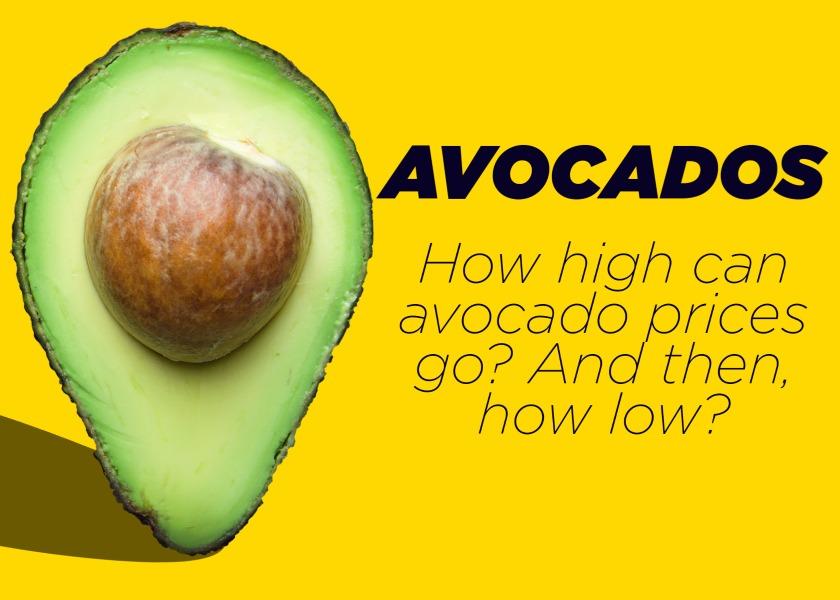 AVOCADOS
How high can
avocado prices
go? And then,
how low?